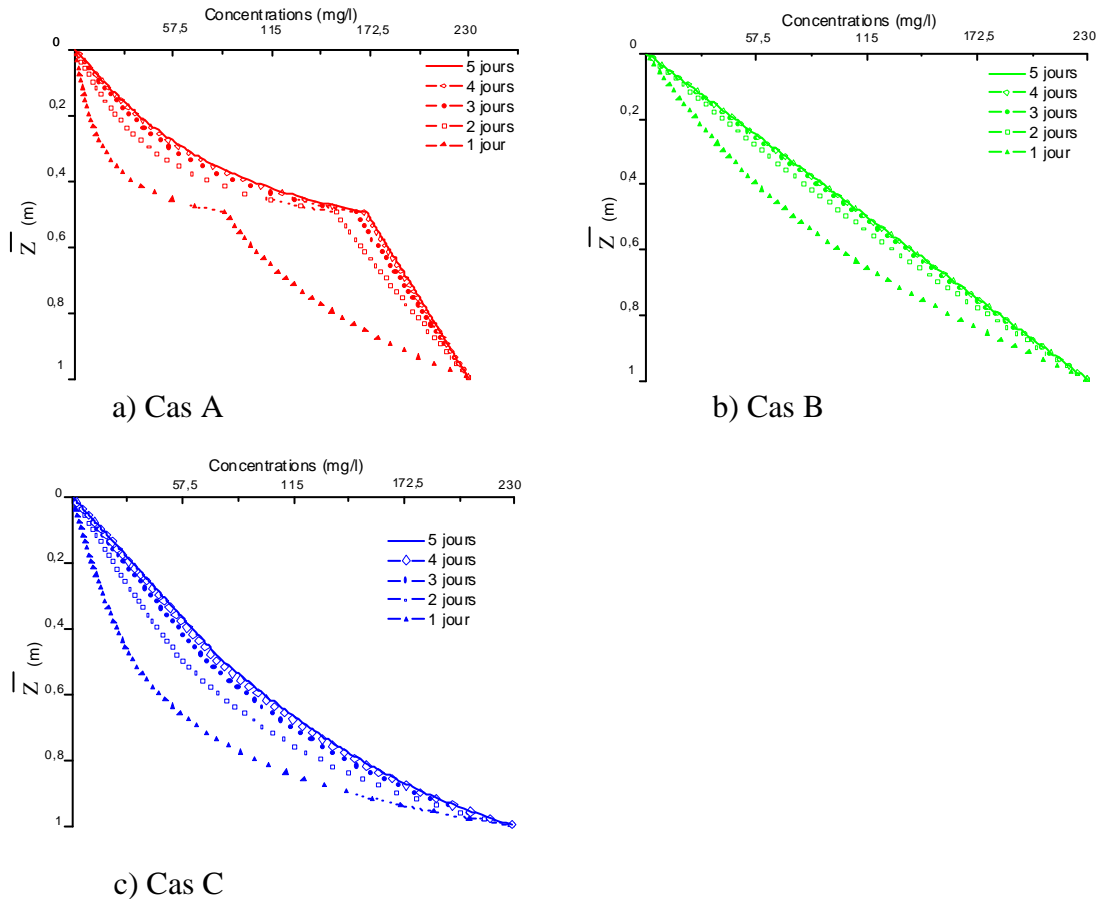 Concentrations (mg/l)
57,5 115 172,5 230
0
0,2
0,4
0,6
0,8
1
Z (m)
5 jours
4 jours
3 jours
2 jours
1 jour
a) Cas A
Concentrations (mg/l)
57,5 115 172,5 230
0
0,2
0,4
0,6
0,8
1
Z (m)
5 jours
4 jours
3 jours
2 jours
1 jour
b) Cas B
Concentrations (mg/l)
57,5 115 172,5 230
0
0,2
0,4
0,6
0,8
1
Z (m)
5 jours
4 jours
3 jours
2 jours
1 jour
c) Cas C